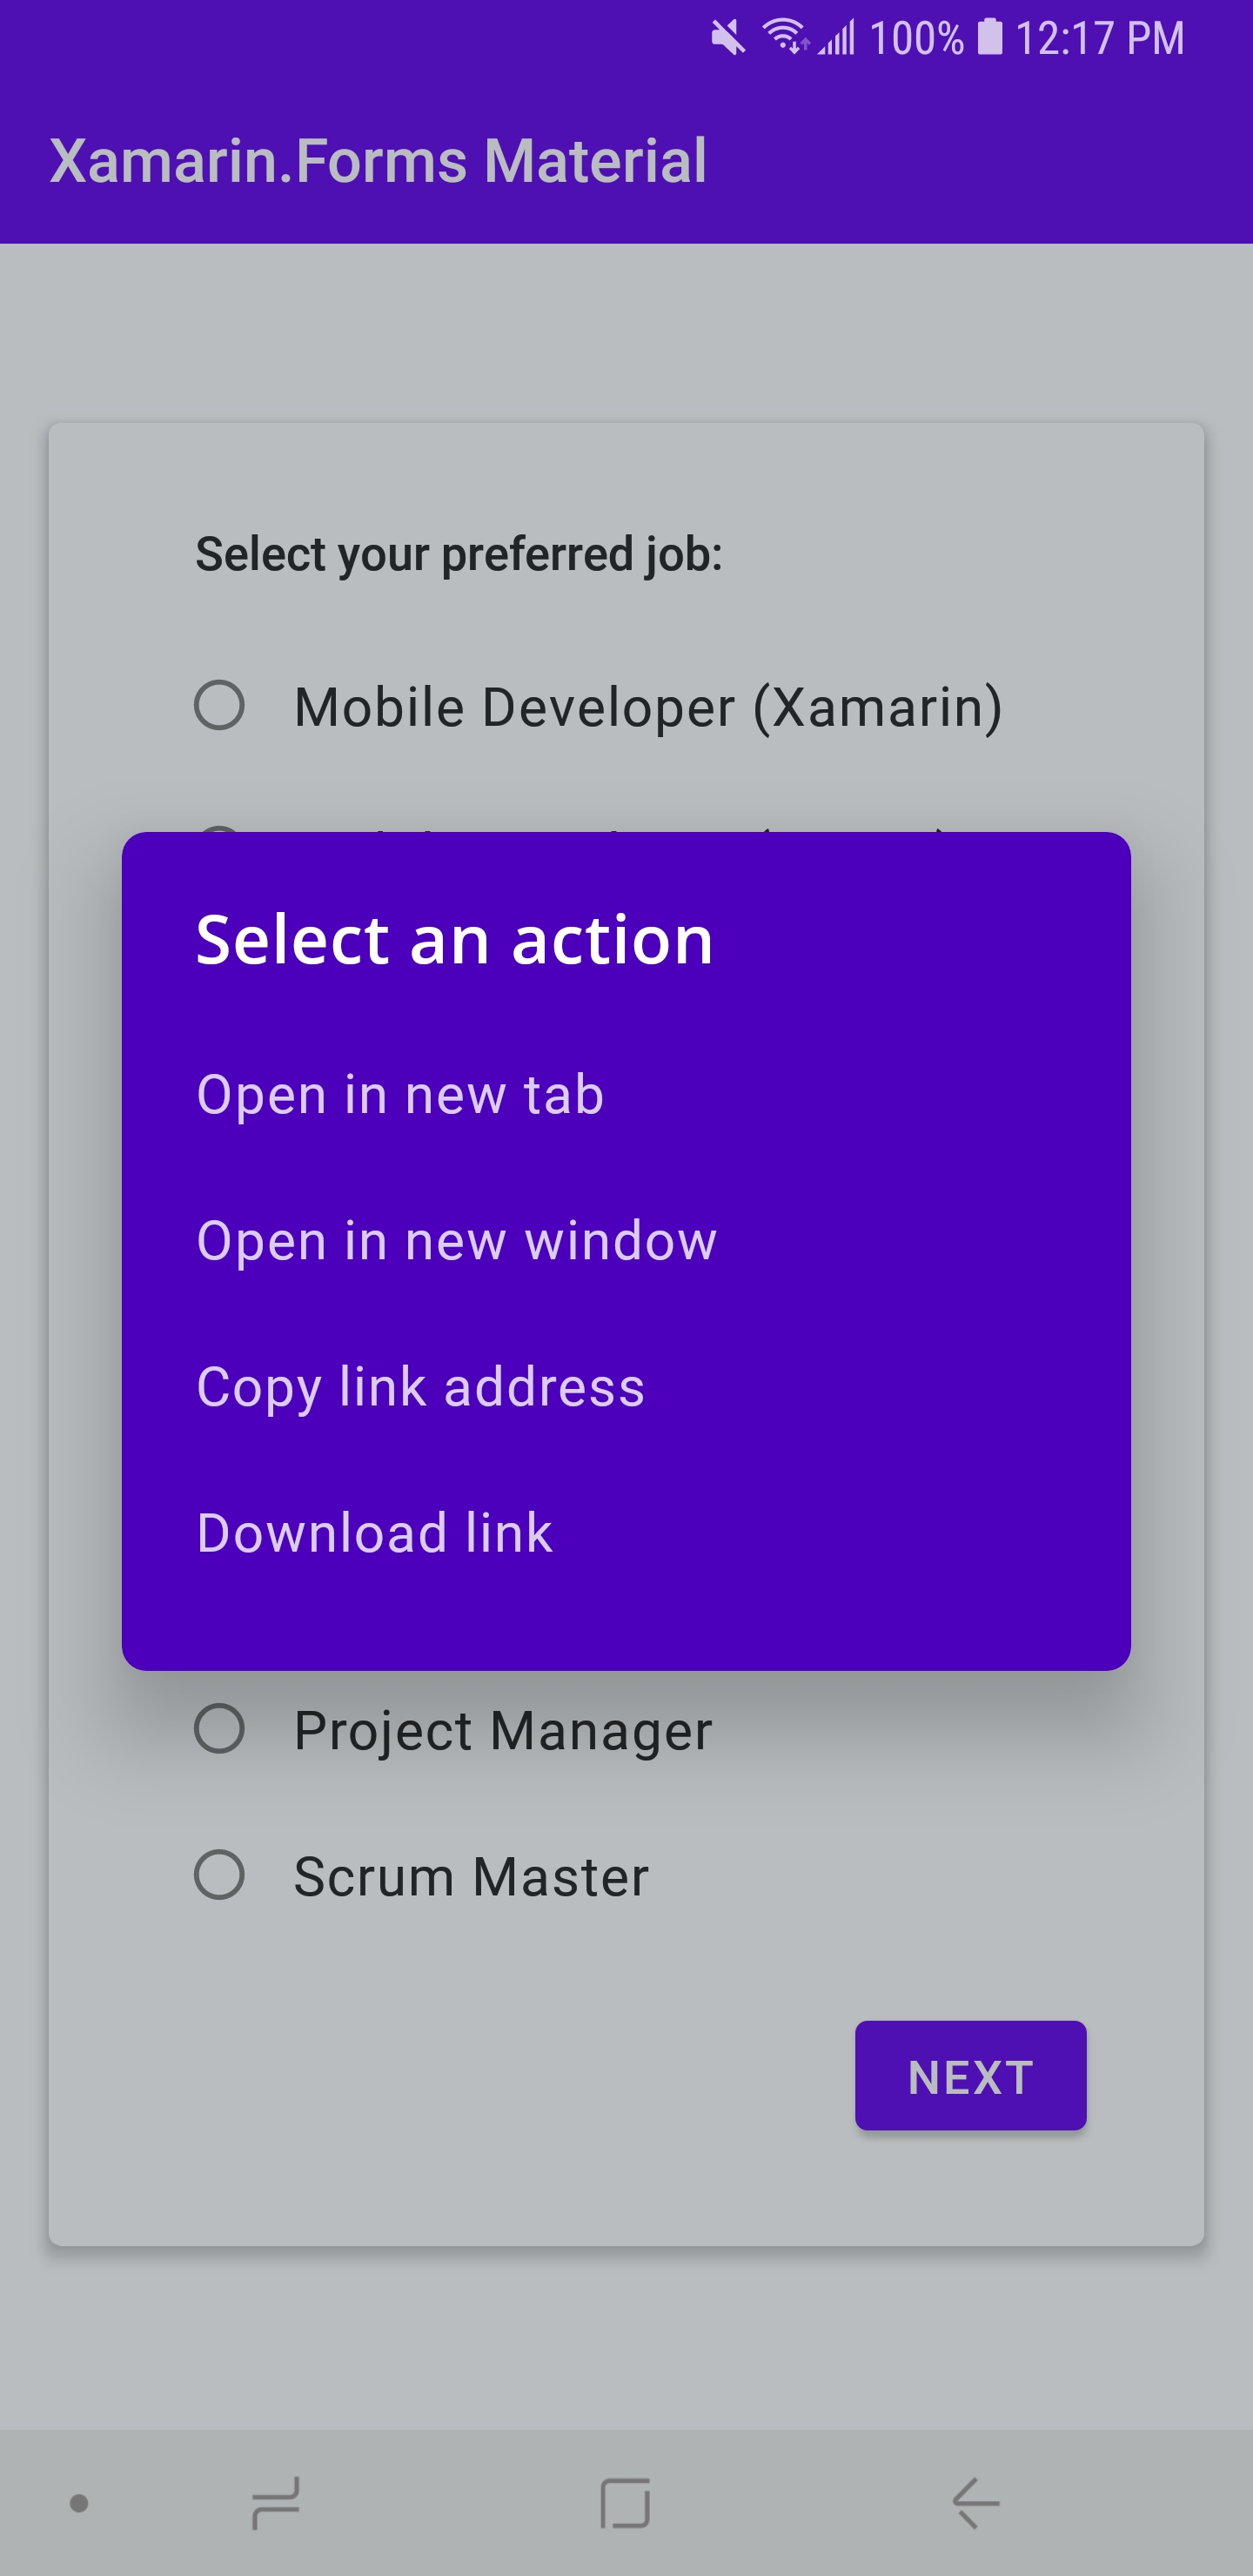 100% 12:17 PM
Xamarin.Forms Material
Select your preferred job:
Mobile Developer (Xamarin)
Select an action
Open in new tab
Open in new window
Copy link address
Download link
Project Manager
Scrum Master
NEXT